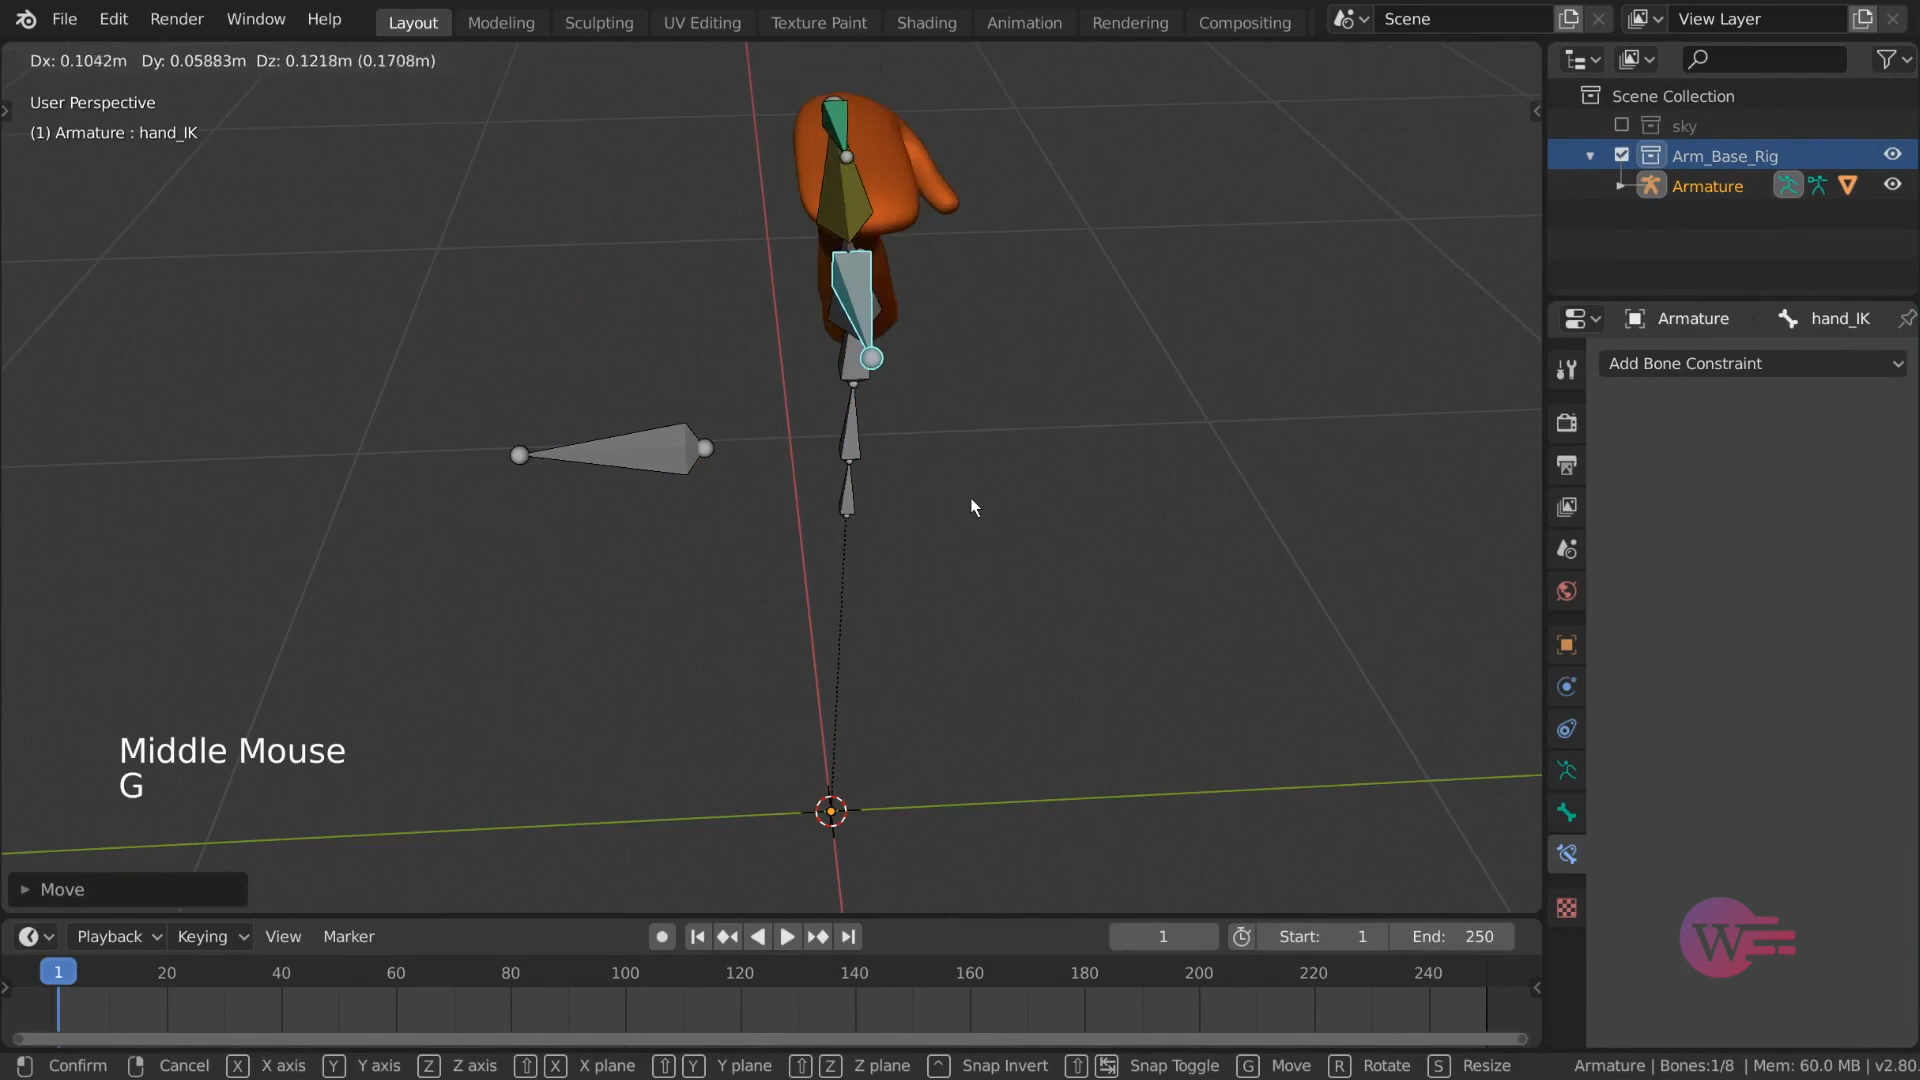 File Edit Render Window Help Layout Modeling Sculpting UV Editing Texture Paint Shading Animation Rendering Compositing Scene View Layer
Dx: 0.1042m Dy: 0.05883m Dz: 0.1218m (0.1708m)
User Perspective
(1) Armature : hand_IK
Scene Collection
sky
Arm_Base_Rig
Armature
Armature hand_IK
Add Bone Constraint
Middle Mouse
G
Move
Playback Keying View Marker 1 Start: 1 End: 250
1 20 40 60 80 100 120 140 160 180 200 220 240
W
Confirm Cancel X X axis Y Y axis Z Z axis X X plane Y Y plane Z Z plane Snap Invert Snap Toggle G Move R Rotate S Resize Armature | Bones:1/8 | Mem: 60.0 MB | v2.80